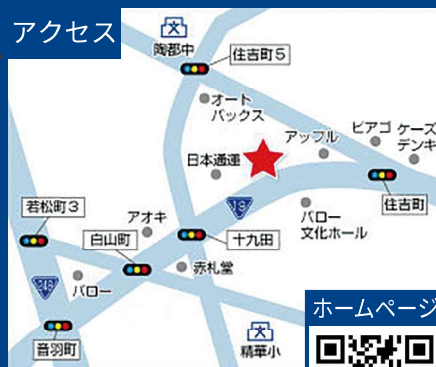 アクセス
文
陶都中
住吉町5
オート
バックス
ピアゴ
ケーズ
デンキ
アップル
日本通運
住吉町
19
若松町3
アオキ
バロー
文化ホール
白山町
十九田
248
バロー
赤札堂
音羽町
文
精華小
ホームページ